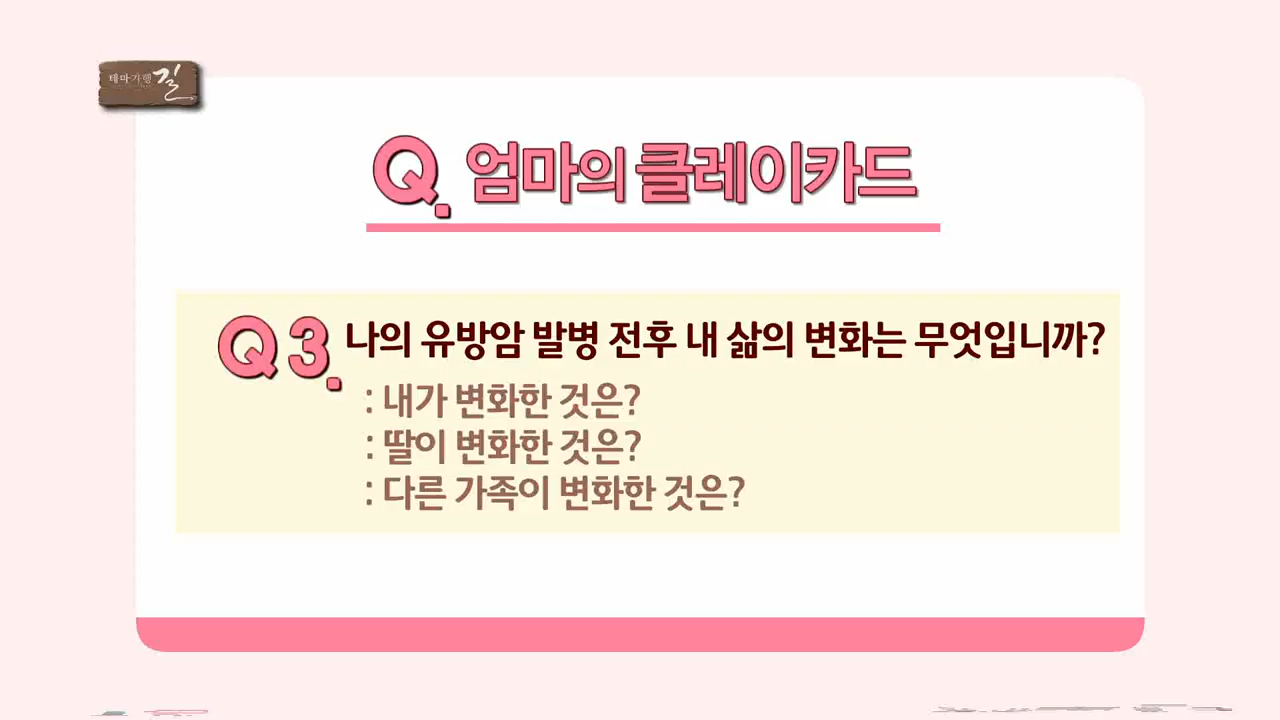 테마기행 길
Q. 엄마의 클레이카드
Q3. 나의 유방암 발병 전후 내 삶의 변화는 무엇입니까?
: 내가 변화한 것은?
: 딸이 변화한 것은?
: 다른 가족이 변화한 것은?